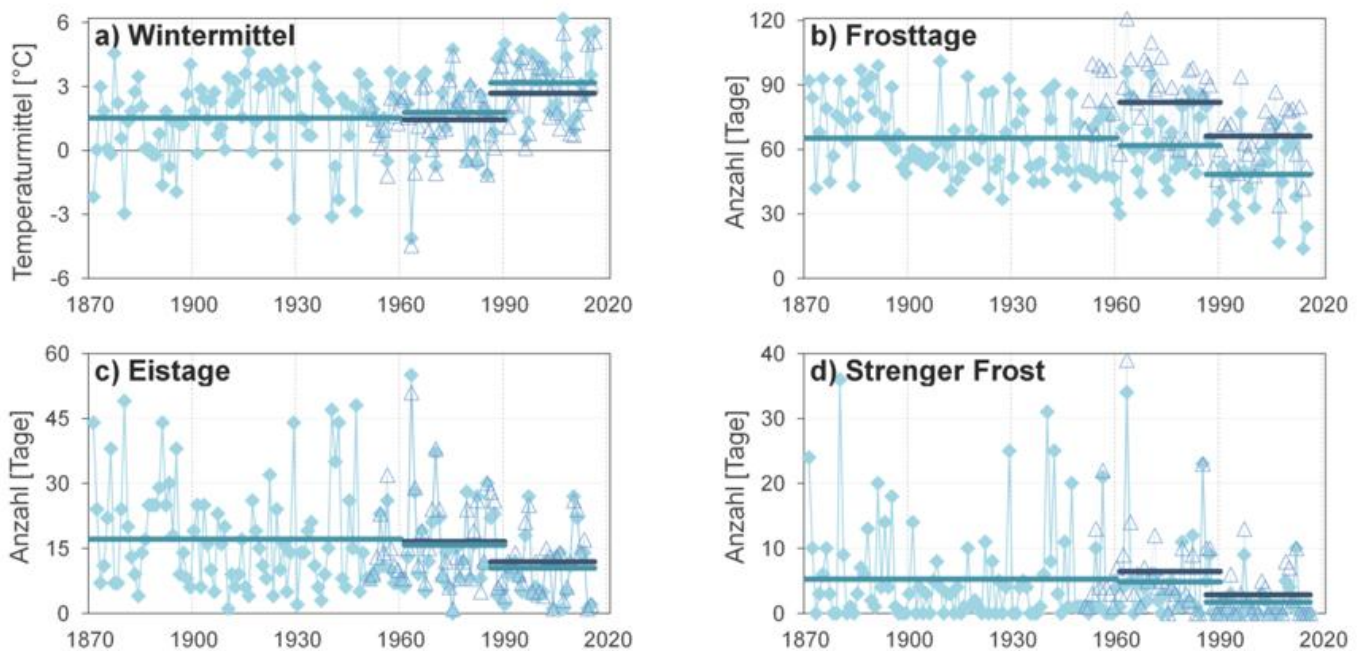 a) Wintermittel
Temperaturmittel [°C]
6
3
0
-3
-6
1870 1900 1930 1960 1990 2020
b) Frosttage
Anzahl [Tage]
120
90
60
30
0
1870 1900 1930 1960 1990 2020
c) Eistage
Anzahl [Tage]
60
45
30
15
0
1870 1900 1930 1960 1990 2020
d) Strenger Frost
Anzahl [Tage]
40
30
20
10
0
1870 1900 1930 1960 1990 2020